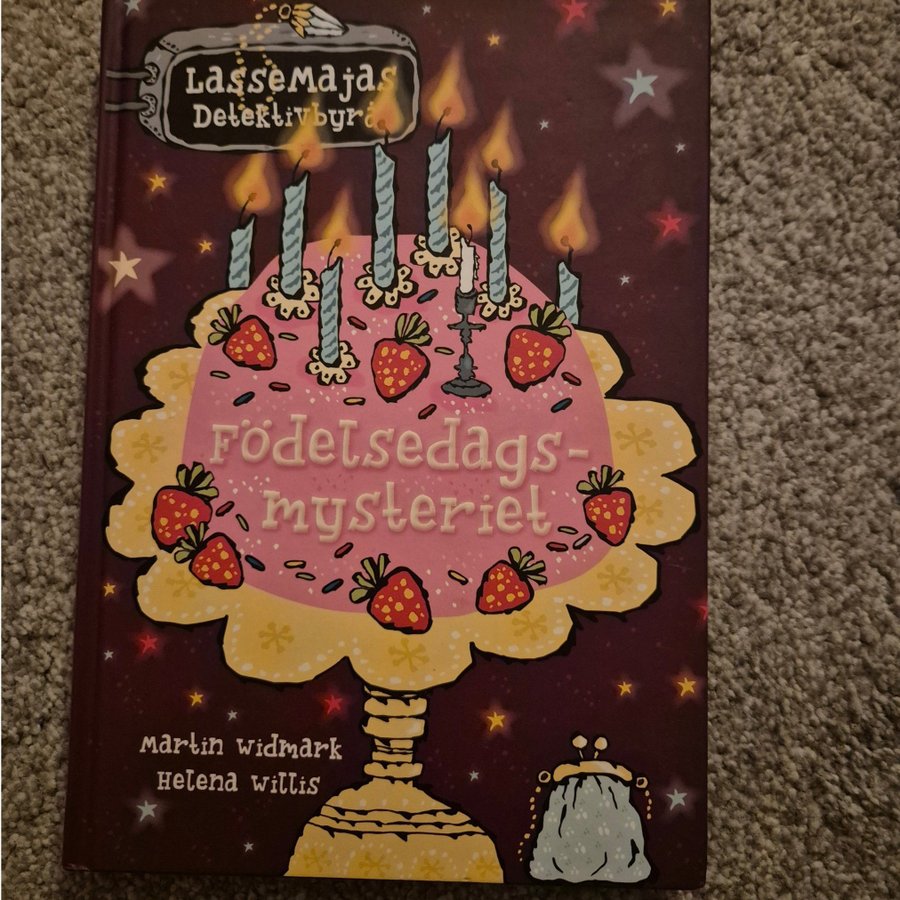 LasseMajas
Detektivbyrå
Födelsedags-
mysteriet
Martin Widmark
Helena Willis